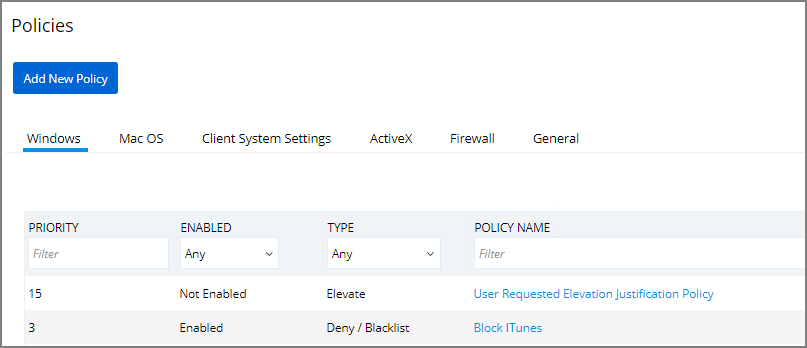 Policies
Add New Policy
Windows Mac OS Client System Settings ActiveX Firewall General
PRIORITY ENABLED TYPE POLICY NAME
Filter Any Any Filter
15 Not Enabled Elevate User Requested Elevation Justification Policy
3 Enabled Deny / Blacklist Block ITunes